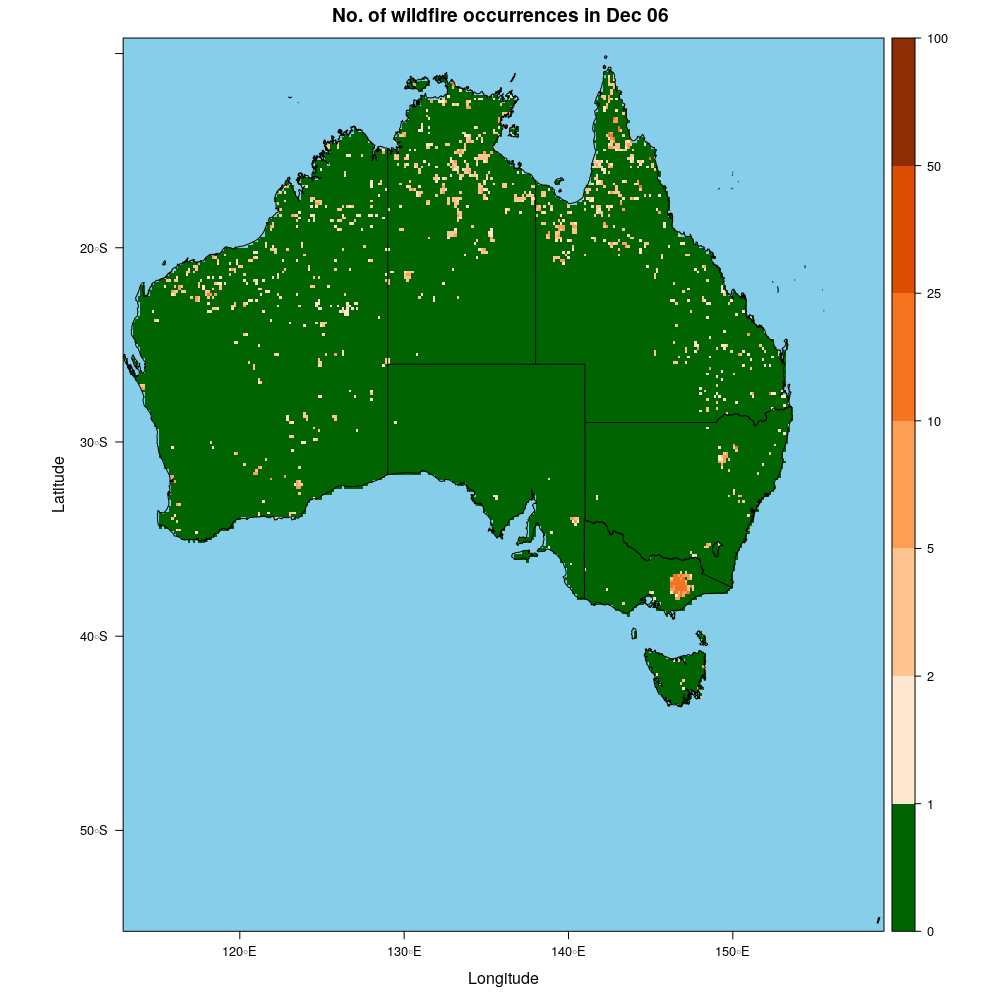 No. of wildfire occurrences in Dec 06
100
50
25
10
5
2
1
0
20◦S
30◦S
40◦S
50◦S
Latitude
120◦E
130◦E
140◦E
150◦E
Longitude